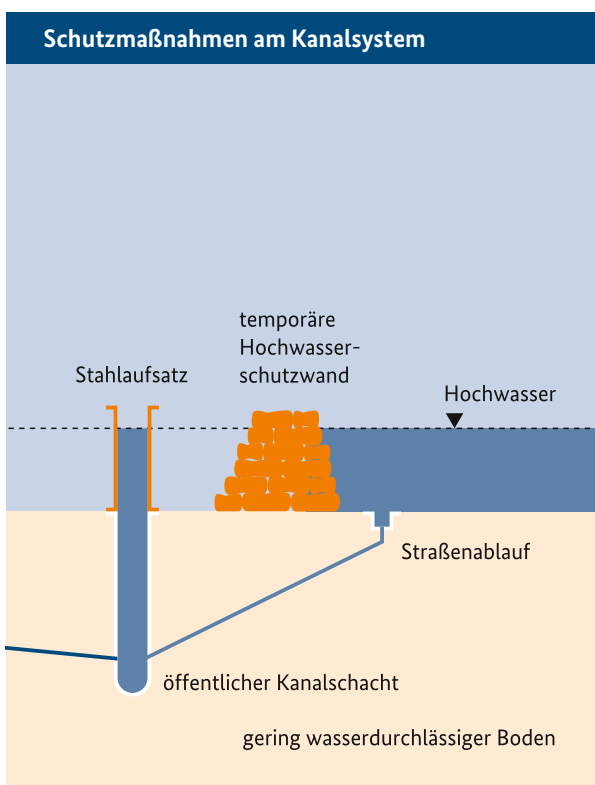 Schutzmaßnahmen am Kanalsystem
temporäre
Hochwasser-
schutzwand
Stahlaufsatz
Hochwasser
Straßenablauf
öffentlicher Kanalschacht
gering wasserdurchlässiger Boden